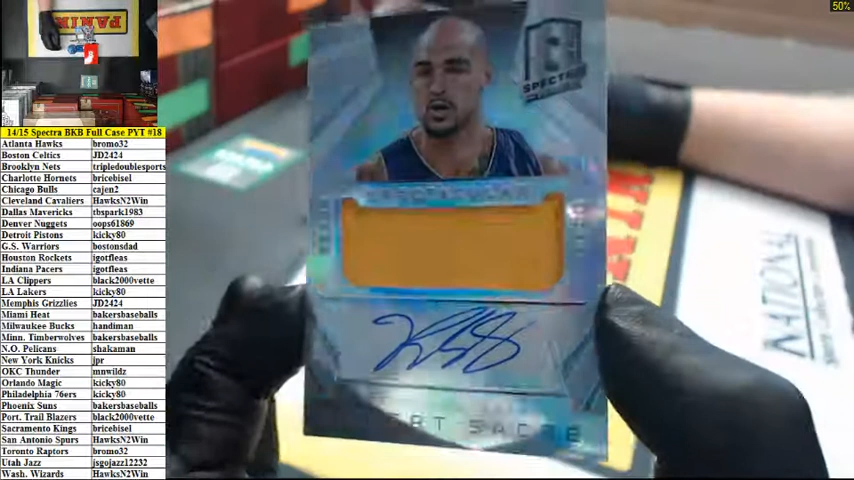 50%
PANINI
14/15 Spectra BKB Full Case PYT #18
Atlanta Hawks bromo32
Boston Celtics JD2424
Brooklyn Nets tripledoublesports
Charlotte Hornets bricebisel
Chicago Bulls cajen2
Cleveland Cavaliers HawksN2Win
Dallas Mavericks tbspark1983
Denver Nuggets oops61869
Detroit Pistons kicky80
G.S. Warriors bostonsdad
Houston Rockets igotfleas
Indiana Pacers igotfleas
LA Clippers black2000vette
LA Lakers kicky80
Memphis Grizzlies JD2424
Miami Heat bakersbaseballs
Milwaukee Bucks handiman
Minn. Timberwolves bakersbaseballs
N.O. Pelicans shakaman
New York Knicks jpr
OKC Thunder mnwildz
Orlando Magic kicky80
Philadelphia 76ers kicky80
Phoenix Suns bakersbaseballs
Port. Trail Blazers black2000vette
Sacramento Kings bricebisel
San Antonio Spurs HawksN2Win
Toronto Raptors bromo32
Utah Jazz jsgojazz12232
Wash. Wizards HawksN2Win
SPECTRA
ERT SACRE
NATIONAL